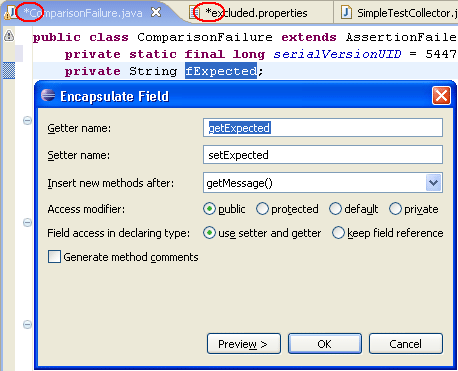 *ComparisonFailure.java *excluded.properties SimpleTestCollector.j
public class ComparisonFailure extends AssertionFaile
private static final long serialVersionUID = 5447
private String fExpected;
Encapsulate Field
Getter name: getExpected
Setter name: setExpected
Insert new methods after: getMessage()
Access modifier: public protected default private
Field access in declaring type: use setter and getter keep field reference
Generate method comments
Preview > OK Cancel